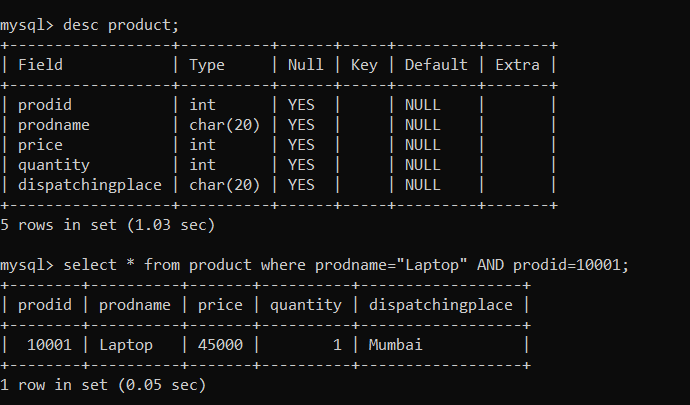 mysql> desc product;
+------------------+----------+------+-----+---------+-------+
| Field            | Type     | Null | Key | Default | Extra |
+------------------+----------+------+-----+---------+-------+
| prodid           | int      | YES  |     | NULL    |       |
| prodname         | char(20) | YES  |     | NULL    |       |
| price            | int      | YES  |     | NULL    |       |
| quantity         | int      | YES  |     | NULL    |       |
| dispatchingplace | char(20) | YES  |     | NULL    |       |
+------------------+----------+------+-----+---------+-------+
5 rows in set (1.03 sec)
mysql> select * from product where prodname="Laptop" AND prodid=10001;
+--------+----------+-------+----------+------------------+
| prodid | prodname | price | quantity | dispatchingplace |
+--------+----------+-------+----------+------------------+
|  10001 | Laptop   | 45000 |        1 | Mumbai           |
+--------+----------+-------+----------+------------------+
1 row in set (0.05 sec)